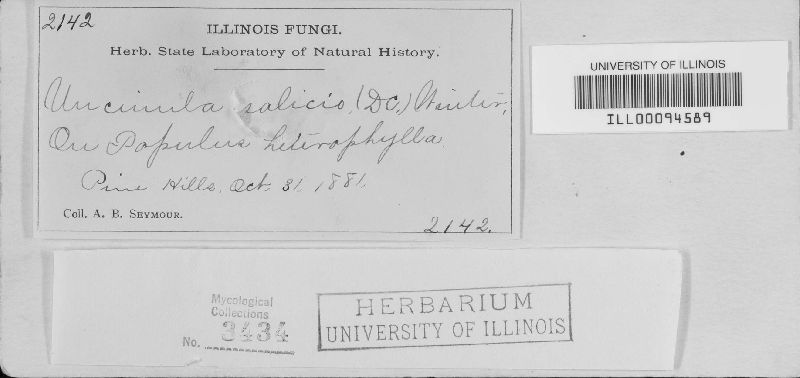 2142
ILLINOIS FUNGI.
Herb. State Laboratory of Natural History.
Uncinula salicis, (DC.) Winter,
On Populus heterophylla,
Pine Hills, Oct. 31, 1881.
Coll. A. B. SEYMOUR.
2142.
UNIVERSITY OF ILLINOIS
ILL00094589
Mycological
Collections
No. 3434
HERBARIUM
UNIVERSITY OF ILLINOIS